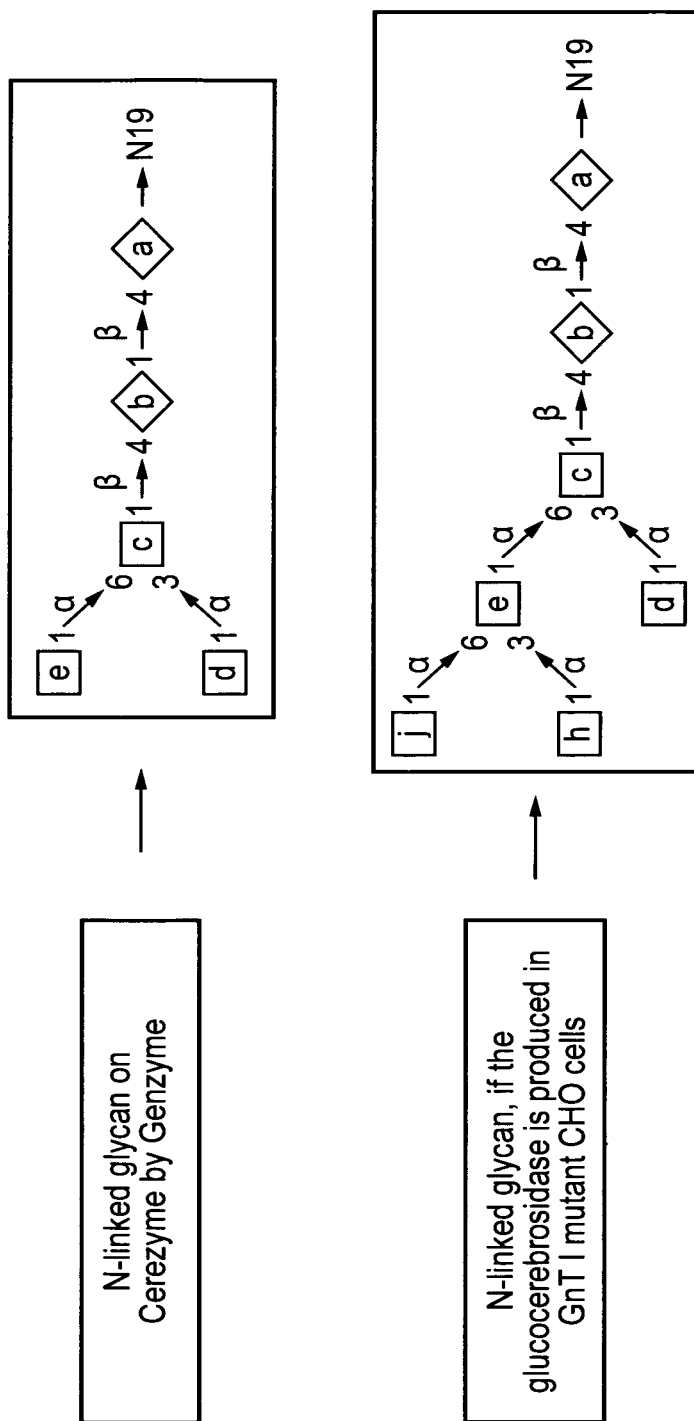 N-linked glycan on
Cerezyme by Genzyme
e 1 α 6
c 1 β 4 b 1 β 4 a N19
d 1 α 3
N-linked glycan, if the
glucocerebrosidase is produced in
GnT I mutant CHO cells
j 1 α 6
e 1 α 6
h 1 α 3
c 1 β 4 b 1 β 4 a N19
d 1 α 3